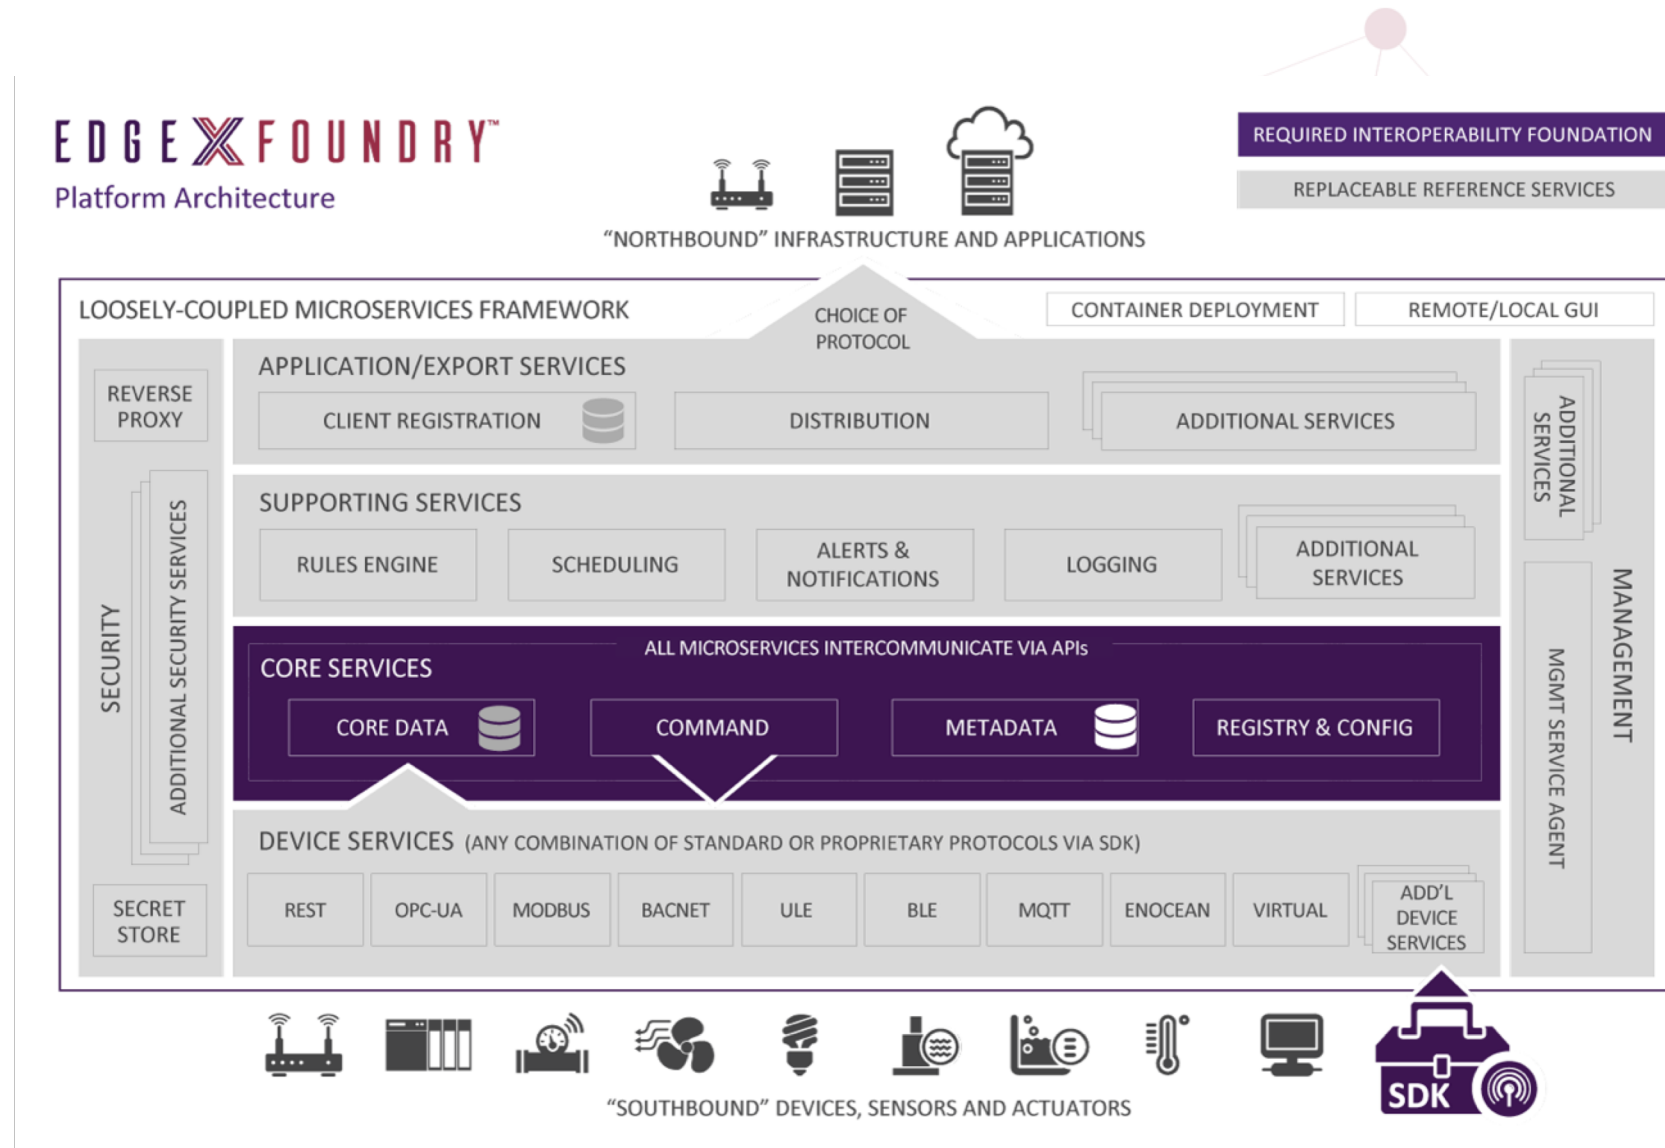 EDGE X FOUNDRY™
Platform Architecture
REQUIRED INTEROPERABILITY FOUNDATION
REPLACEABLE REFERENCE SERVICES
“NORTHBOUND” INFRASTRUCTURE AND APPLICATIONS
LOOSELY-COUPLED MICROSERVICES FRAMEWORK
CHOICE OF
PROTOCOL
CONTAINER DEPLOYMENT
REMOTE/LOCAL GUI
REVERSE
PROXY
SECURITY
ADDITIONAL SECURITY SERVICES
SECRET
STORE
APPLICATION/EXPORT SERVICES
CLIENT REGISTRATION
DISTRIBUTION
ADDITIONAL SERVICES
SUPPORTING SERVICES
RULES ENGINE
SCHEDULING
ALERTS &
NOTIFICATIONS
LOGGING
ADDITIONAL
SERVICES
ALL MICROSERVICES INTERCOMMUNICATE VIA APIs
CORE SERVICES
CORE DATA
COMMAND
METADATA
REGISTRY & CONFIG
DEVICE SERVICES (ANY COMBINATION OF STANDARD OR PROPRIETARY PROTOCOLS VIA SDK)
REST
OPC-UA
MODBUS
BACNET
ULE
BLE
MQTT
ENOCEAN
VIRTUAL
ADD’L
DEVICE
SERVICES
ADDITIONAL
SERVICES
MANAGEMENT
MGMT SERVICE AGENT
SDK
“SOUTHBOUND” DEVICES, SENSORS AND ACTUATORS